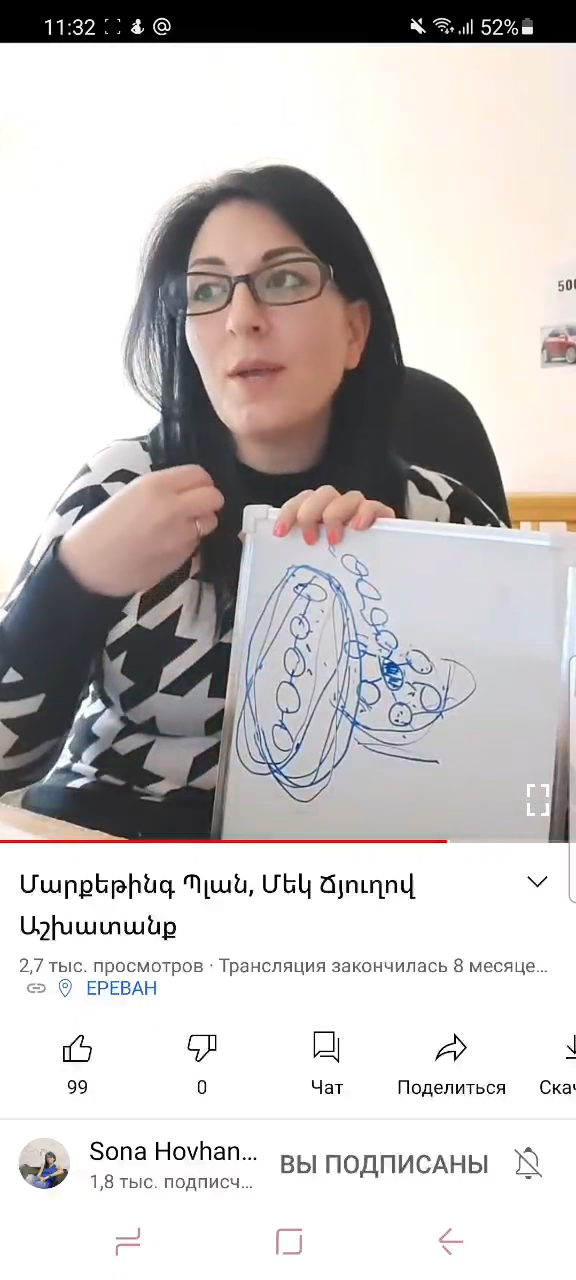 11:32
52%
500
Մարքեթինգ Պլան, Մեկ Ճյուղով
Աշխատանք
2,7 тыс. просмотров · Трансляция закончилась 8 месяце...
ЕРЕВАН
99
0
Чат
Поделиться
Скач
Sona Hovhan...
ВЫ ПОДПИСАНЫ
1,8 тыс. подписч...